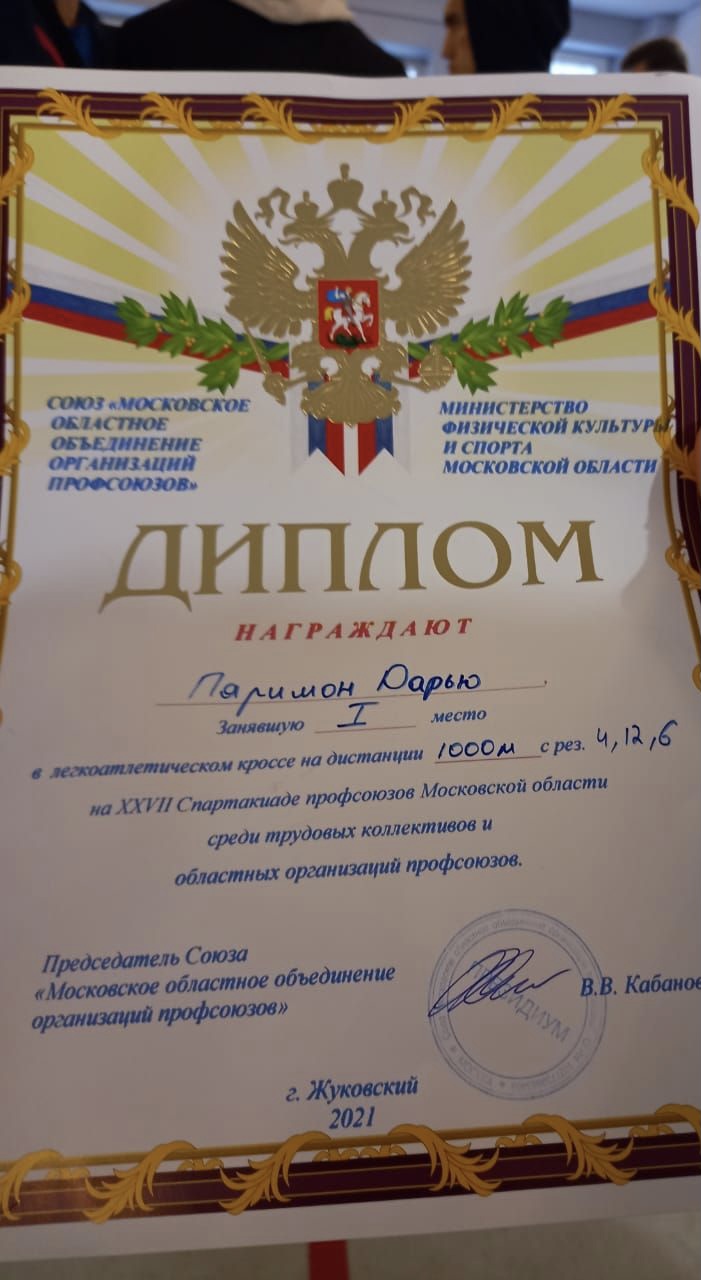 СОЮЗ «МОСКОВСКОЕ
ОБЛАСТНОЕ
ОБЪЕДИНЕНИЕ
ОРГАНИЗАЦИЙ
ПРОФСОЮЗОВ»
МИНИСТЕРСТВО
ФИЗИЧЕСКОЙ КУЛЬТУРЫ
И СПОРТА
МОСКОВСКОЙ ОБЛАСТИ
ДИПЛОМ
НАГРАЖДАЮТ
Паримон Дарью
Занявшую I место
в легкоатлетическом кроссе на дистанции 1000м с рез. 4,12,6
на XXVII Спартакиаде профсоюзов Московской области
среди трудовых коллективов и
областных организаций профсоюзов.
Председатель Союза
«Московское областное объединение
организаций профсоюзов»
ПРЕЗИДИУМ
В.В. Кабанов
г. Жуковский
2021